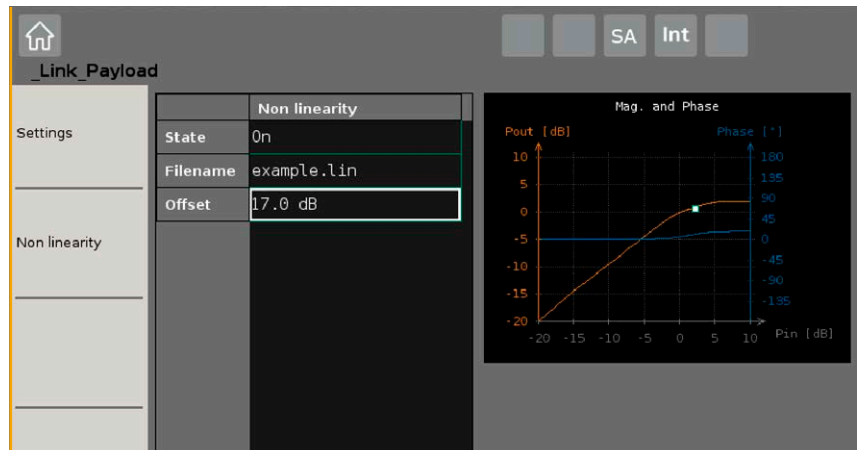 SA Int
_Link_Payload
Settings
Non linearity
Non linearity
State On
Filename example.lin
Offset 17.0 dB
Mag. and Phase
Pout [dB] Phase [°]
10 180
135
5
90
0 45
-5 0
-10 -45
-90
-15 -135
-20
-20 -15 -10 -5 0 5 10 Pin [dB]